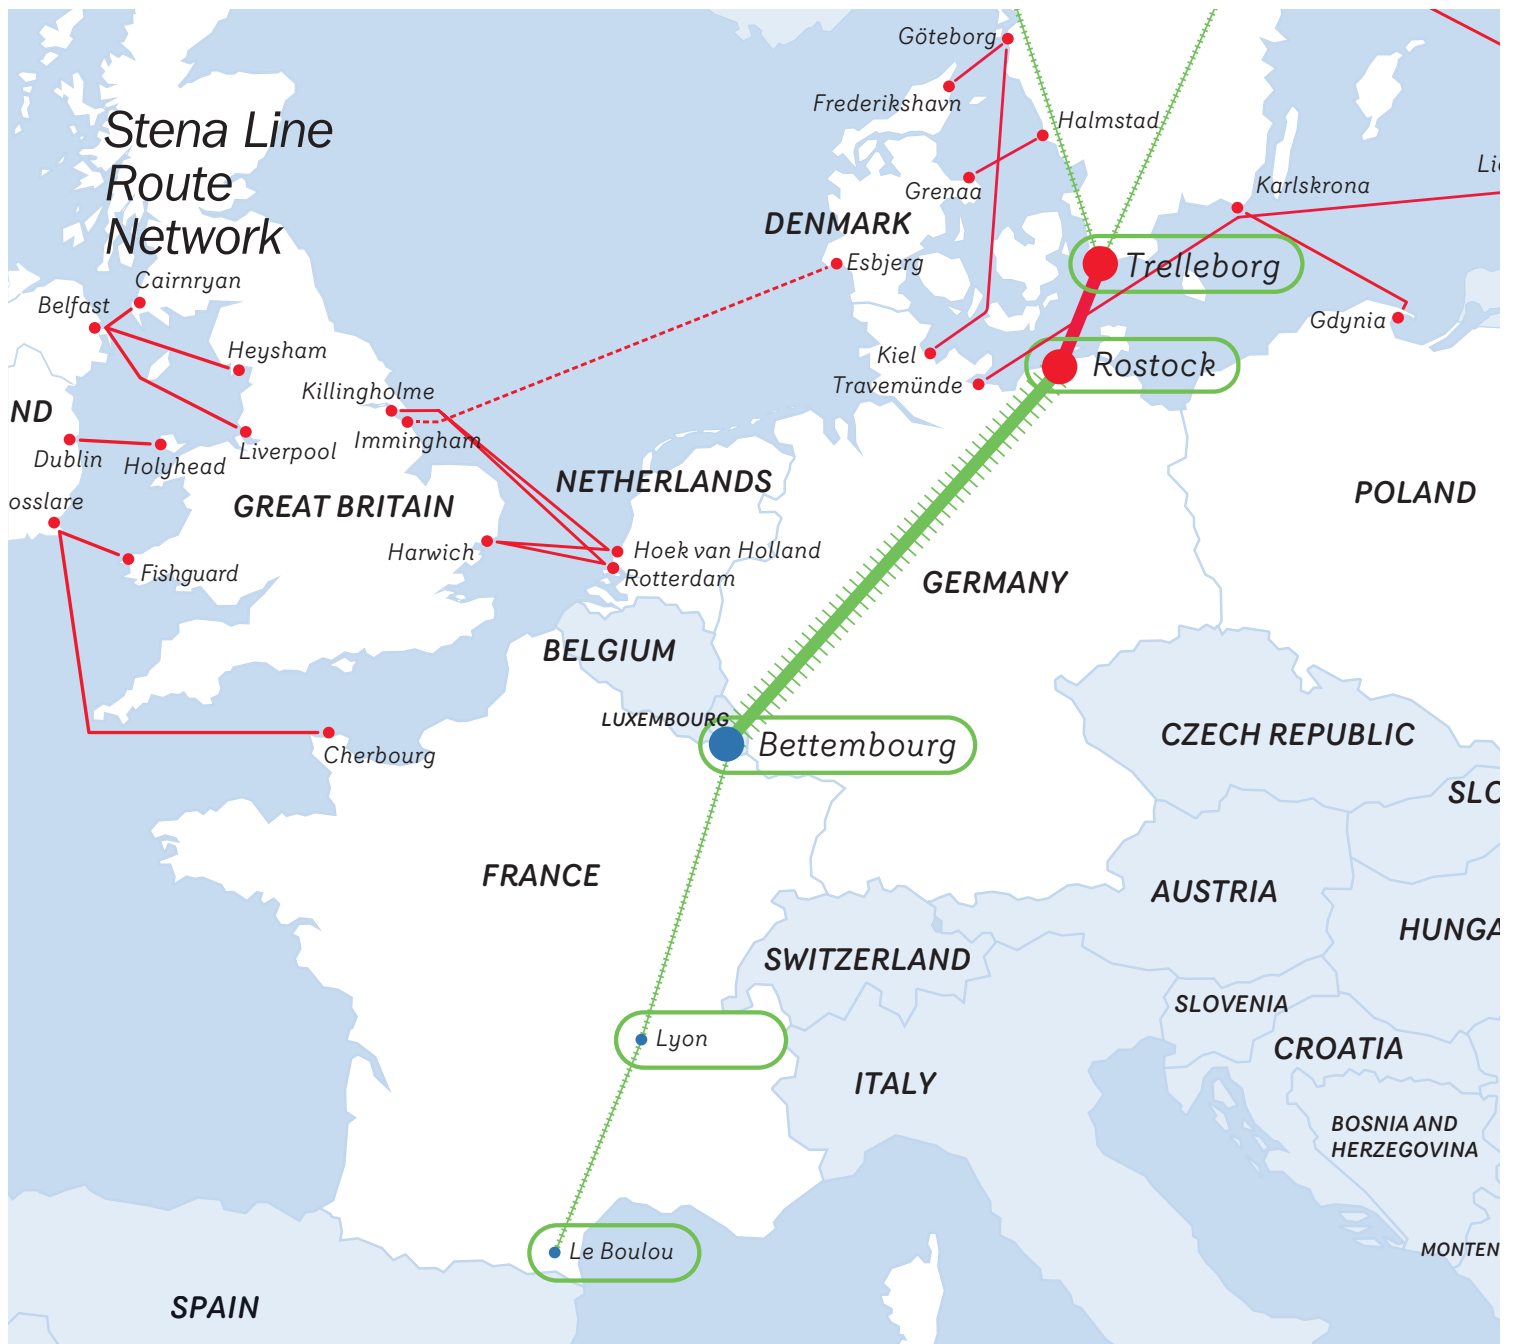 Göteborg
Frederikshavn
Halmstad
Stena Line
Route
Network
Lie
Grenaa
Karlskrona
DENMARK
Cairnryan
Esbjerg
Trelleborg
Belfast
Gdynia
Heysham
Kiel
Rostock
Travemünde
Killingholme
ND
Immingham
Liverpool
Dublin
Holyhead
NETHERLANDS
POLAND
osslare
GREAT BRITAIN
Harwich
Hoek van Holland
Fishguard
Rotterdam
GERMANY
BELGIUM
LUXEMBOURG
CZECH REPUBLIC
Bettembourg
Cherbourg
SLO
FRANCE
AUSTRIA
HUNGA
SWITZERLAND
SLOVENIA
Lyon
CROATIA
ITALY
BOSNIA AND
HERZEGOVINA
Le Boulou
MONTEN
SPAIN